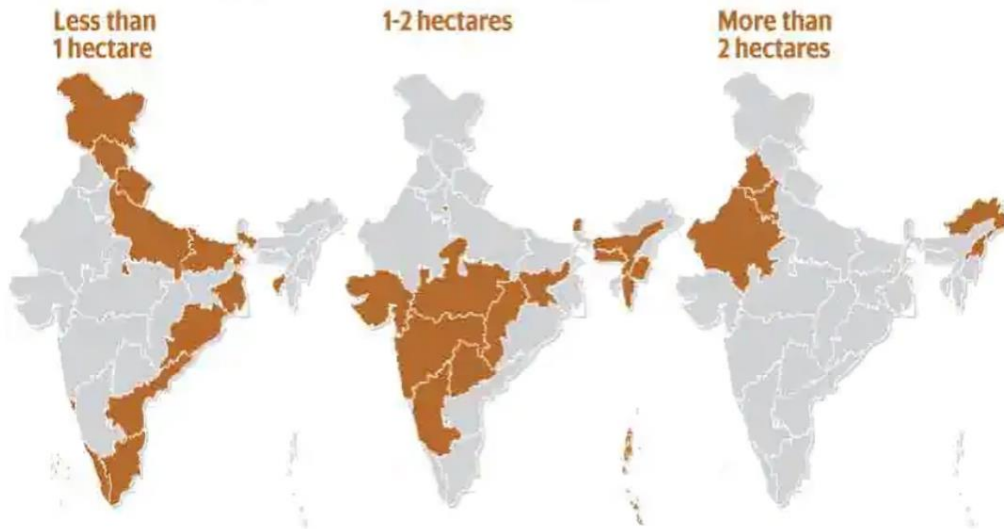 Less than
1 hectare
1-2 hectares
More than
2 hectares